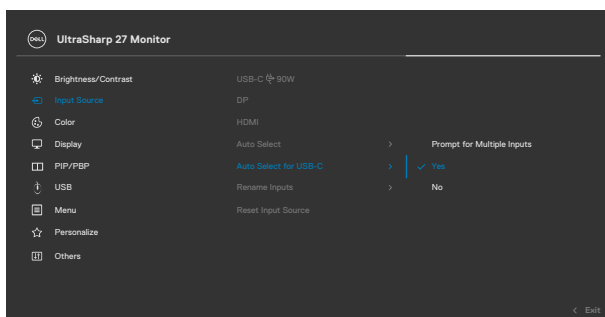 DELL UltraSharp 27 Monitor
Brightness/Contrast
Input Source
Color
Display
PIP/PBP
USB
Menu
Personalize
Others
USB-C 90W
DP
HDMI
Auto Select >
Auto Select for USB-C >
Rename Inputs >
Reset Input Source
Prompt for Multiple Inputs
✓ Yes
No
< Exit